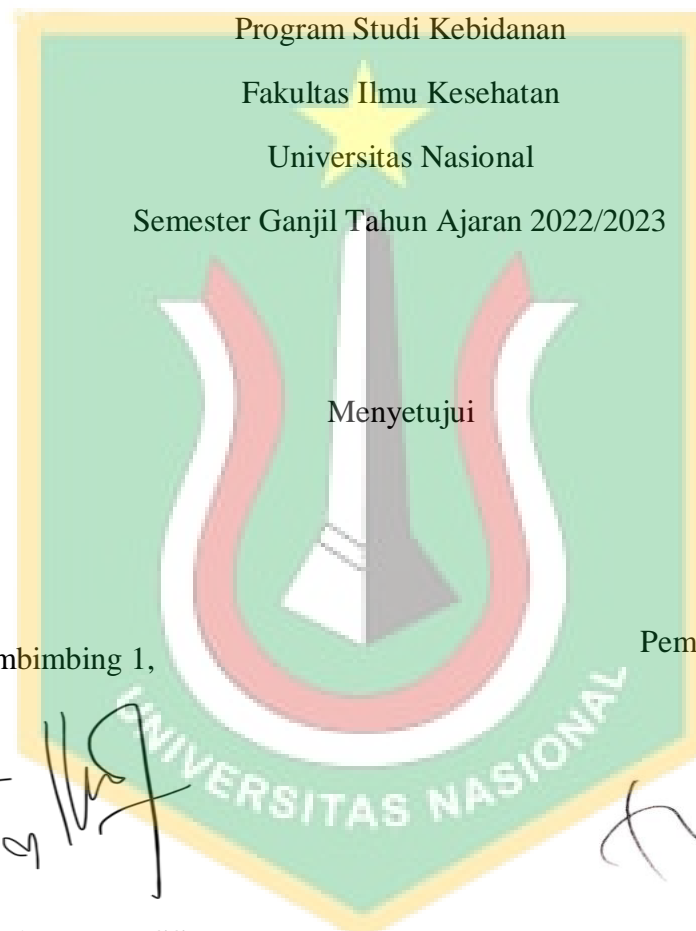 Program Studi Kebidanan
Fakultas Ilmu Kesehatan
Universitas Nasional
Semester Ganjil Tahun Ajaran 2022/2023
Menyetujui
mbimbing 1,
Pem
UNIVERSITAS NASIONAL